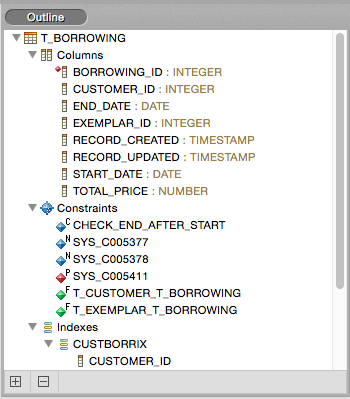 Outline
T_BORROWING
Columns
BORROWING_ID : INTEGER
CUSTOMER_ID : INTEGER
END_DATE : DATE
EXEMPLAR_ID : INTEGER
RECORD_CREATED : TIMESTAMP
RECORD_UPDATED : TIMESTAMP
START_DATE : DATE
TOTAL_PRICE : NUMBER
Constraints
C CHECK_END_AFTER_START
N SYS_C005377
N SYS_C005378
P SYS_C005411
F T_CUSTOMER_T_BORROWING
F T_EXEMPLAR_T_BORROWING
Indexes
CUSTBORRIX
CUSTOMER_ID